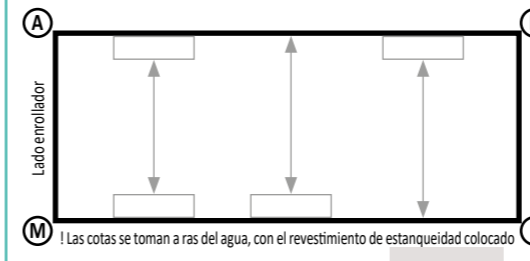 A
Lado enrollador
M
! Las cotas se toman a ras del agua, con el revestimiento de estanqueidad colocado